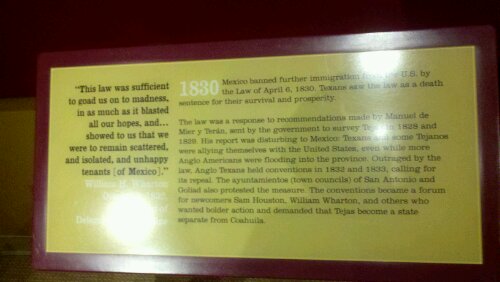 "This law was sufficient
to goad us on to madness,
in as much as it blasted
all our hopes, and...
showed to us that we
were to remain scattered,
and isolated, and unhappy
tenants [of Mexico]."
William H. Wharton
1830 Mexico banned further immigration from the U.S. by
the Law of April 6, 1830. Texans saw the law as a death
sentence for their survival and prosperity.
The law was a response to recommendations made by Manuel de
Mier y Terán, sent by the government to survey Tejas in 1828 and
1829. His report was disturbing to Mexico: Texans and some Tejanos
were allying themselves with the United States, even while more
Anglo Americans were flooding into the province. Outraged by the
law, Anglo Texans held conventions in 1832 and 1833, calling for
its repeal. The ayuntamientos (town councils) of San Antonio and
Goliad also protested the measure. The conventions became a forum
for newcomers Sam Houston, William Wharton, and others who
wanted bolder action and demanded that Tejas become a state
separate from Coahuila.